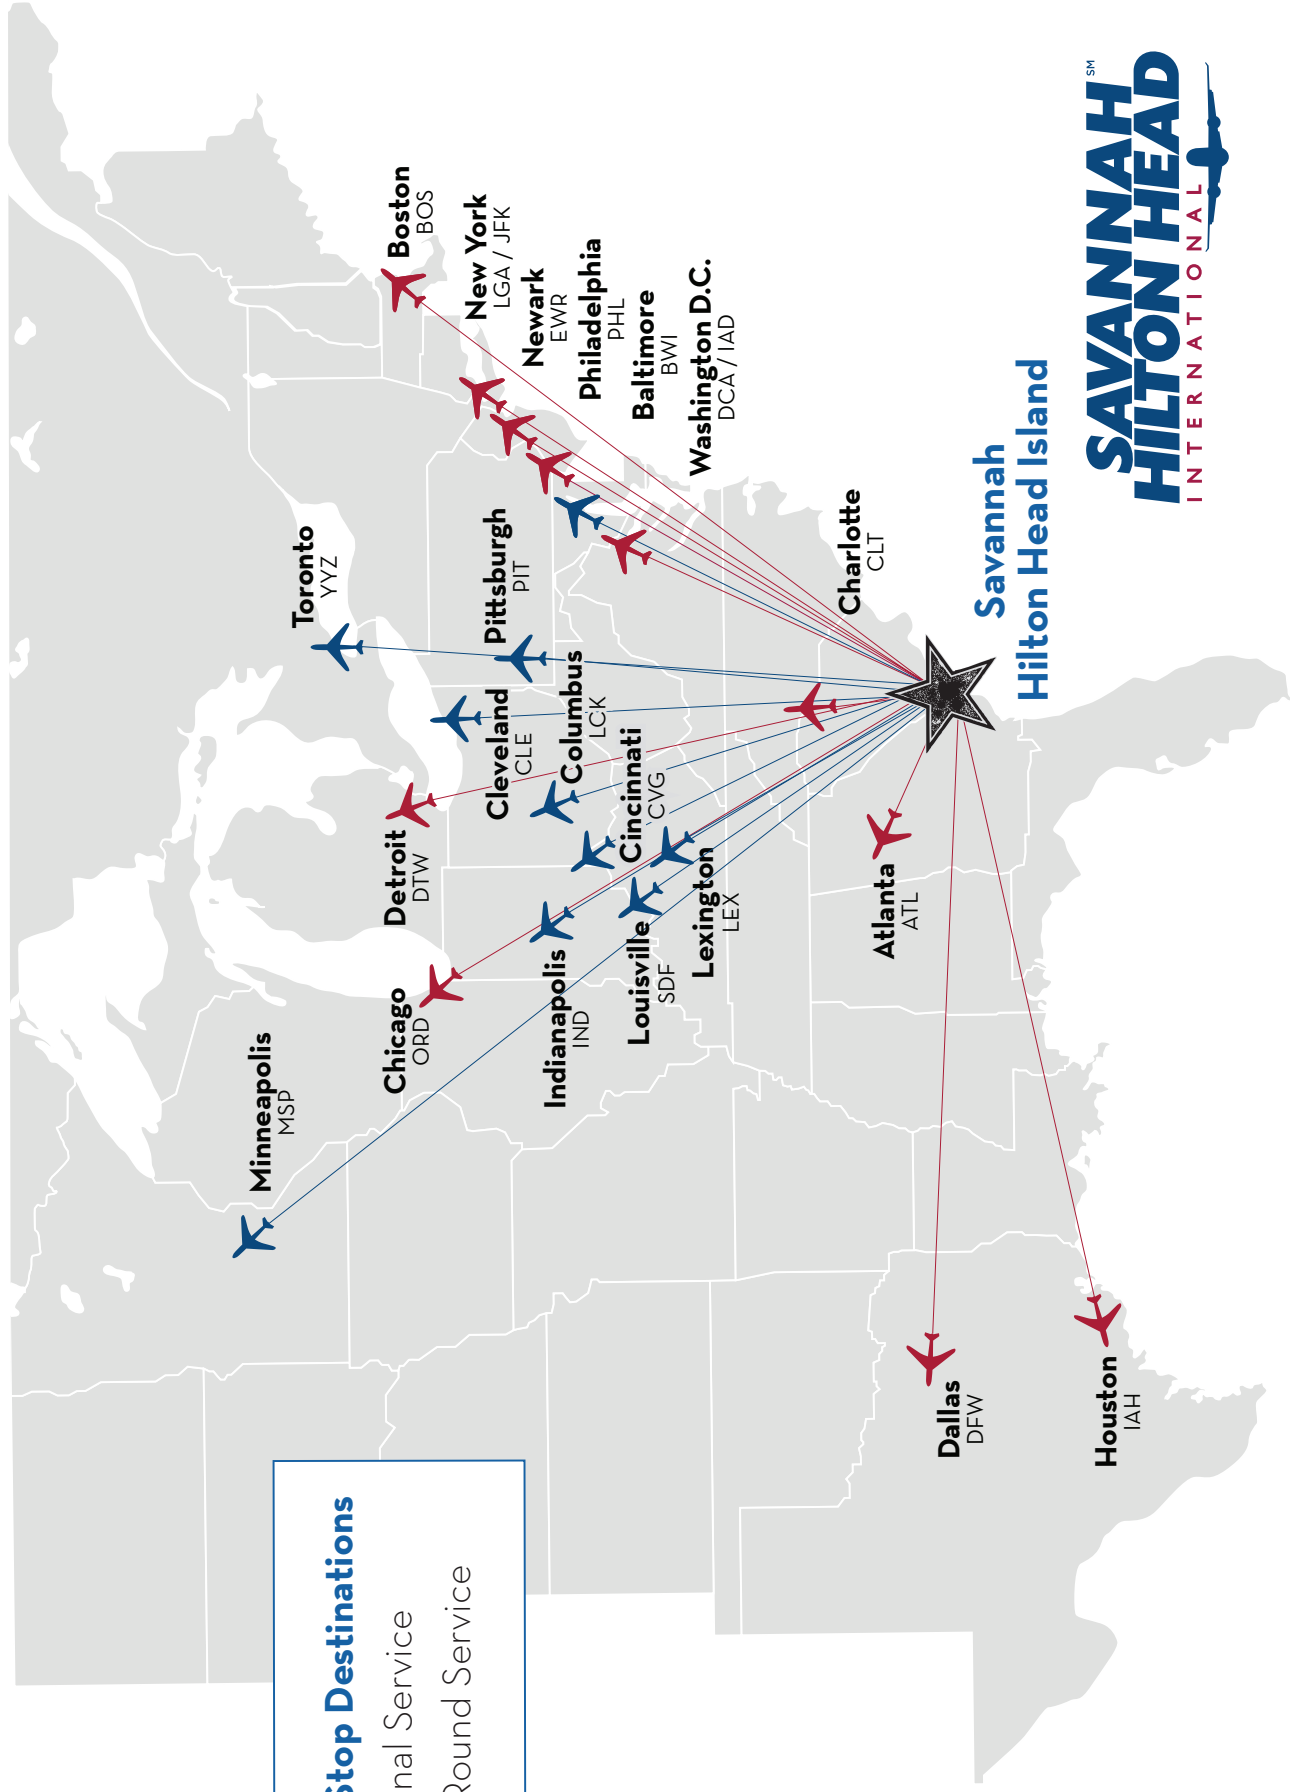 Stop Destinations
nal Service
Round Service
Minneapolis
MSP
Chicago
ORD
Detroit
DTW
Toronto
YYZ
Boston
BOS
New York
LGA / JFK
Newark
EWR
Philadelphia
PHL
Baltimore
BWI
Washington D.C.
DCA / IAD
Pittsburgh
PIT
Cleveland
CLE
Columbus
LCK
Cincinnati
CVG
Indianapolis
IND
Louisville
SDF
Lexington
LEX
Charlotte
CLT
Atlanta
ATL
Dallas
DFW
Houston
IAH
Savannah
Hilton Head Island
SAVANNAH SM
HILTON HEAD
INTERNATIONAL